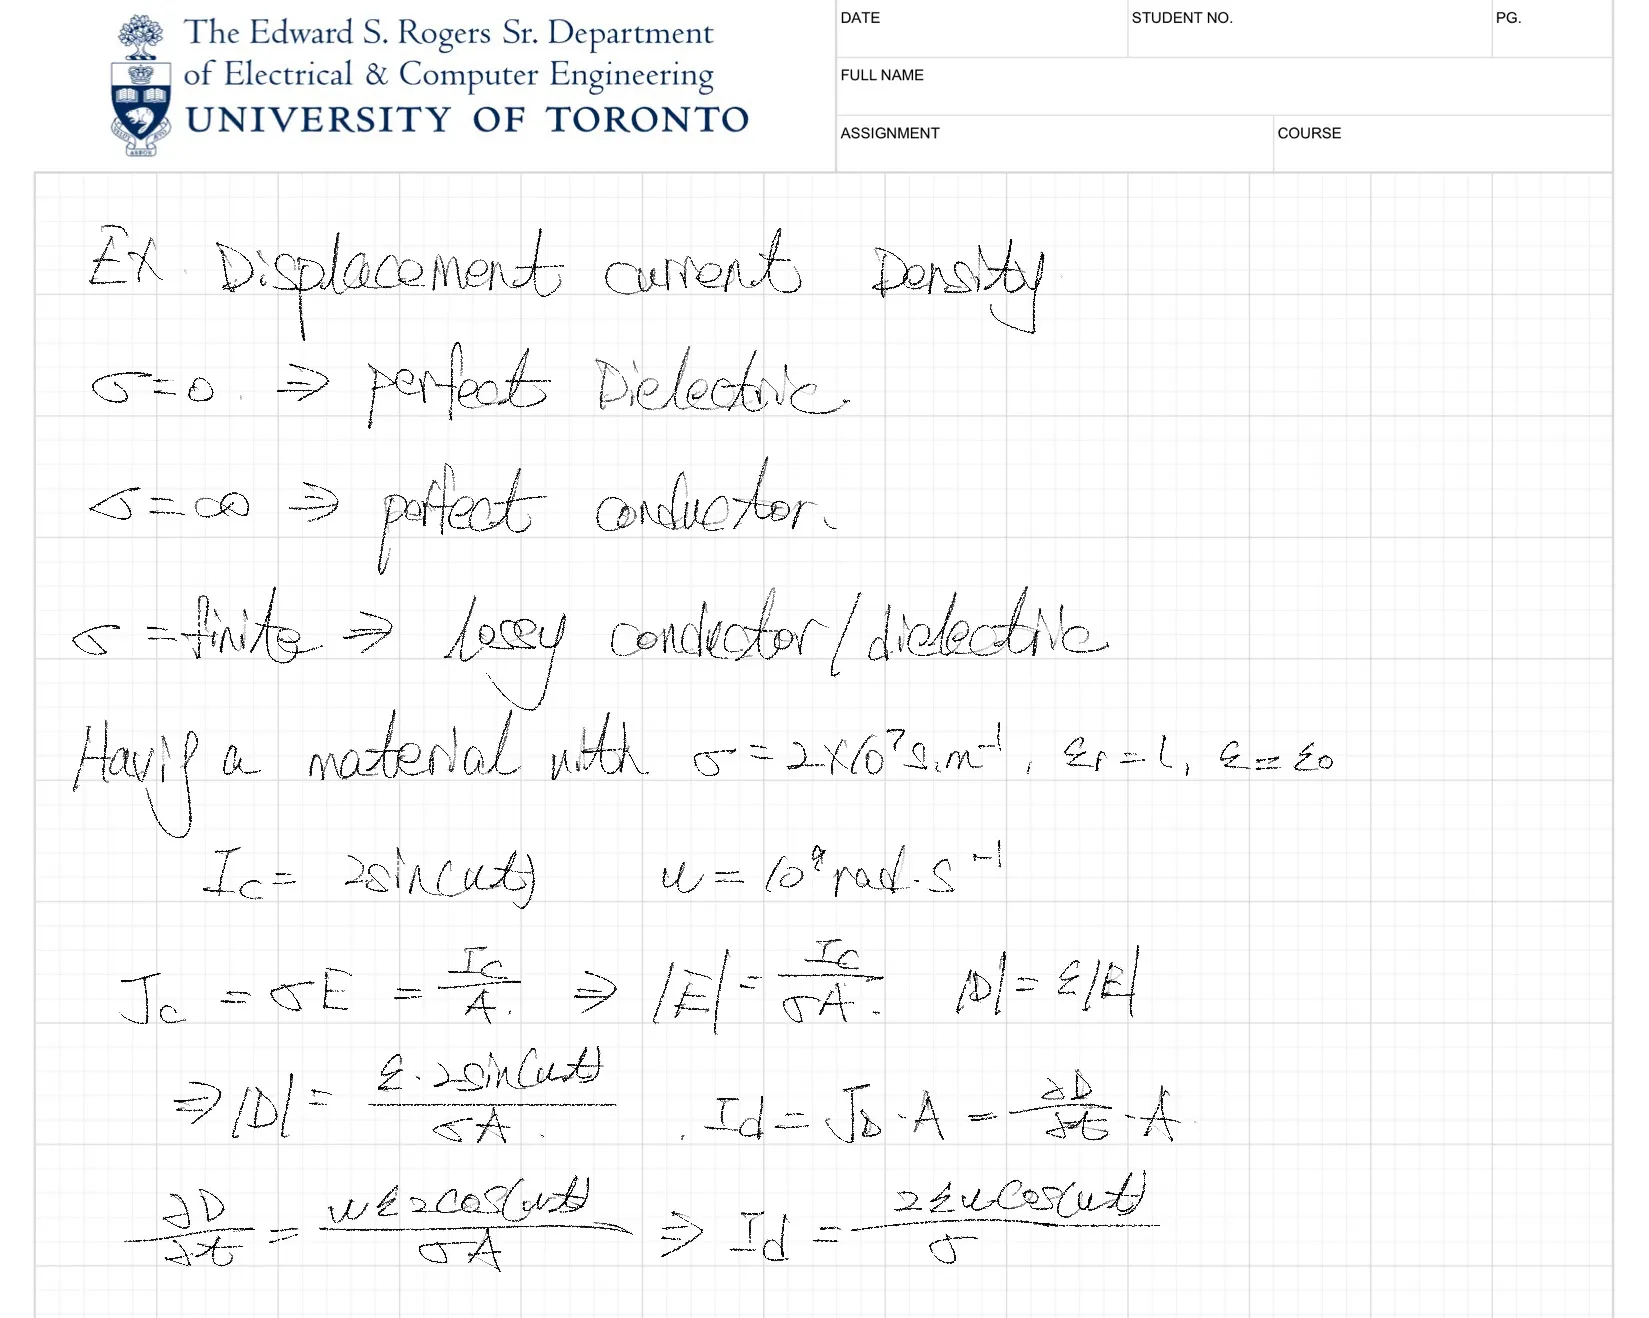 The Edward S. Rogers Sr. Department
of Electrical & Computer Engineering
UNIVERSITY OF TORONTO
DATE STUDENT NO. PG.
FULL NAME
ASSIGNMENT COURSE
Ex. Displacement current Density
σ=0. ⇒ perfect Dielectric.
σ=∞ ⇒ perfect conductor.
σ=finite ⇒ lossy conductor/dielectric
a material with σ=2×10⁷ S.m⁻¹, εr=1, ε=ε₀
Ic= 2sin(ωt) ω=10⁹ rad.s⁻¹
Jc = σE = Ic/A. ⇒ |E|= Ic/σA. |D|=ε|E|
⇒|D|= ε.2sin(ωt)/σA. , Id=JD.A = ∂D/∂t.A
∂D/∂t = ωε2cos(ωt)/σA ⇒ Id = 2εωcos(ωt)/σ